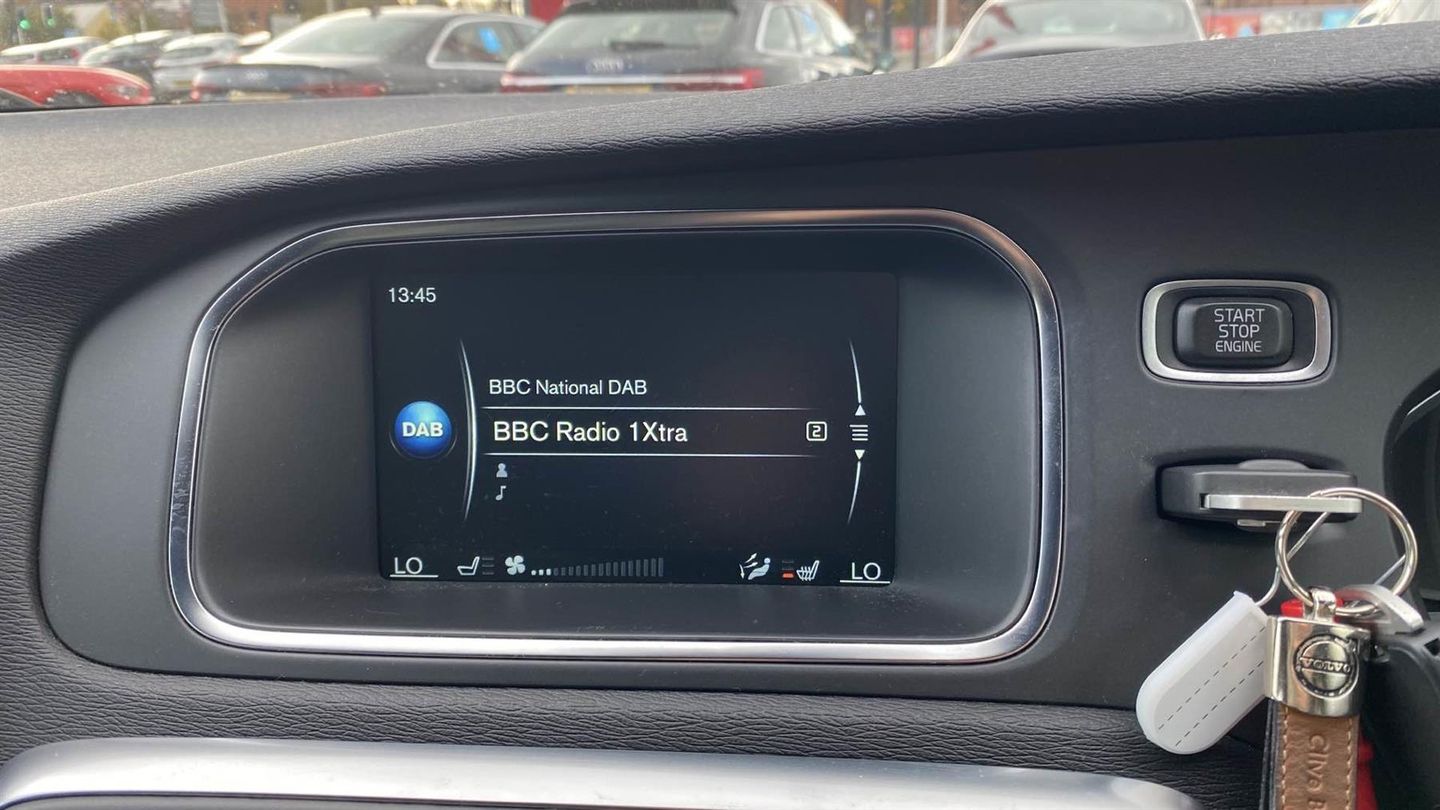 13:45
BBC National DAB
DAB
BBC Radio 1Xtra
2
LO
LO
START
STOP
ENGINE
VOLVO